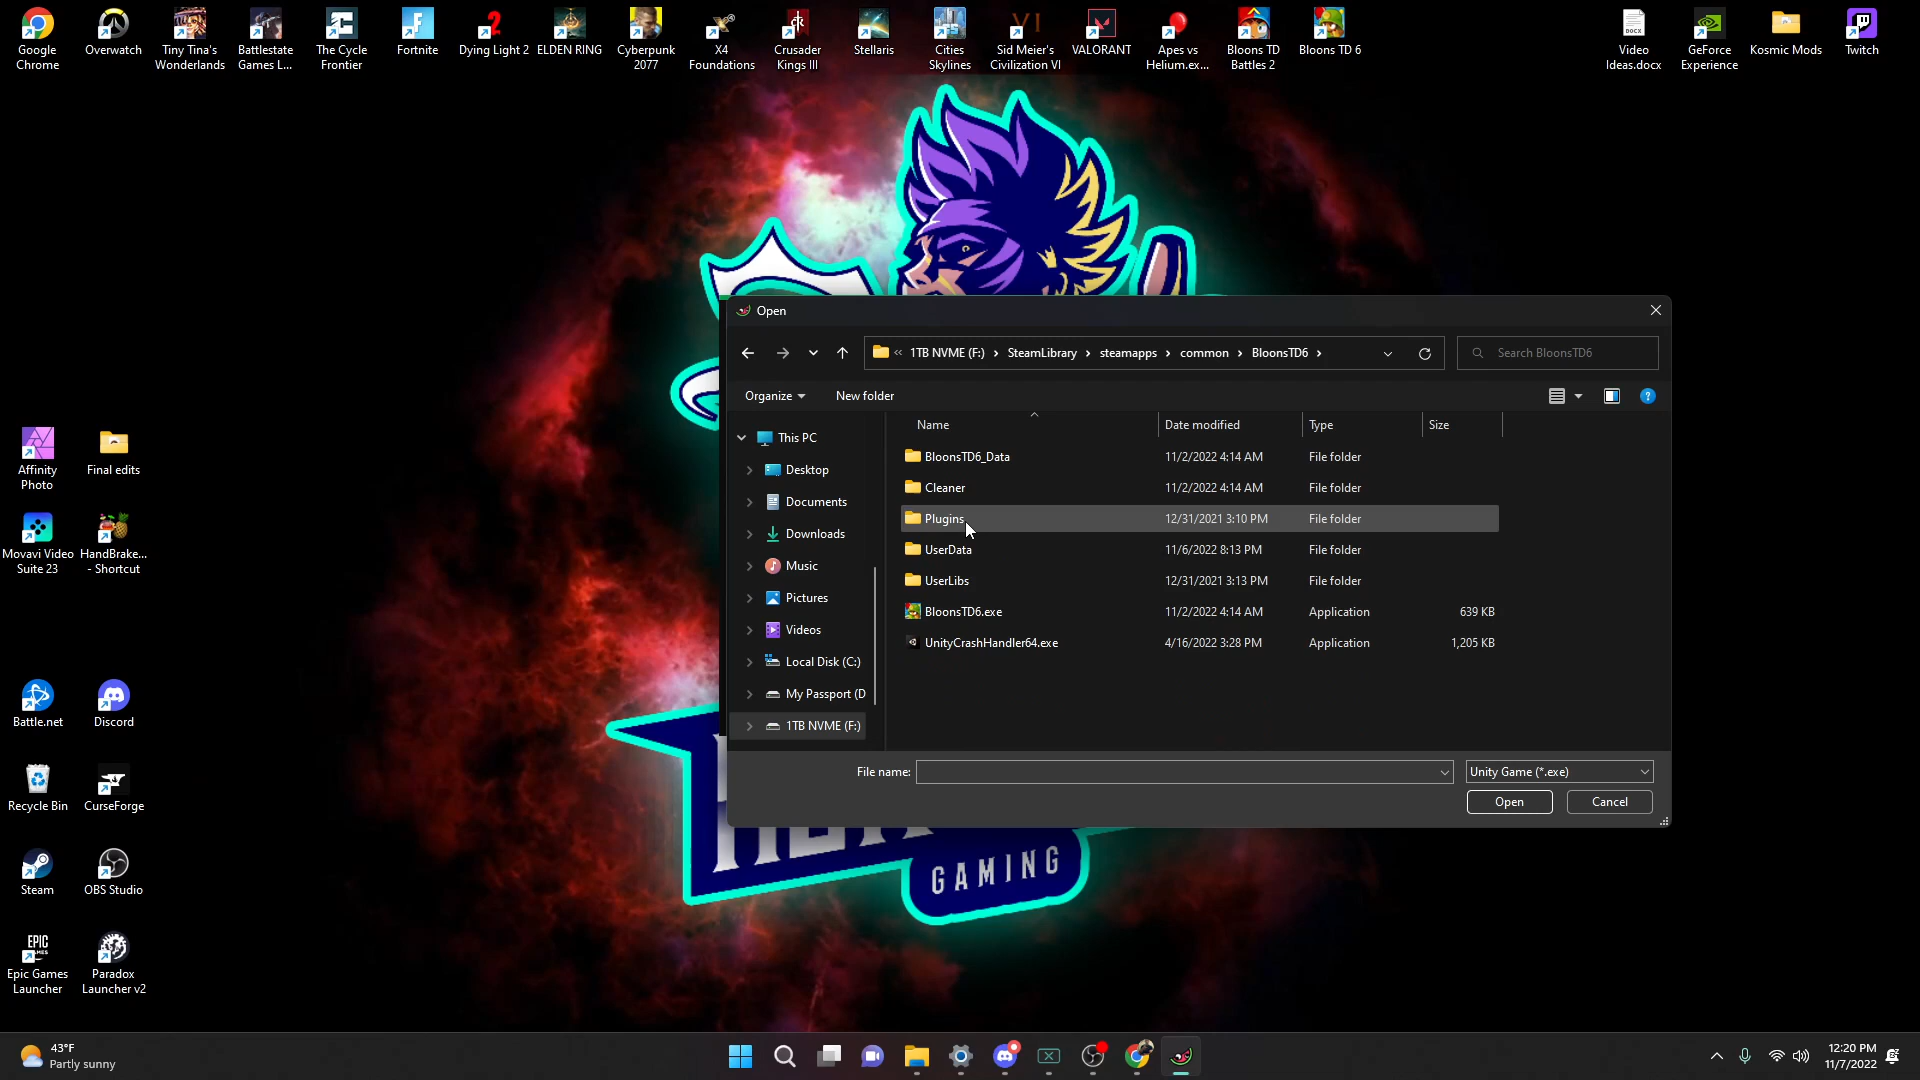 Google
Chrome
Overwatch
Tiny Tina's
Wonderlands
Battlestate
Games L...
The Cycle
Frontier
Fortnite
Dying Light 2
ELDEN RING
Cyberpunk
2077
X4
Foundations
Crusader
Kings III
Stellaris
Cities
Skylines
VI
Sid Meier's
Civilization VI
VALORANT
Apes vs
Helium.ex...
Bloons TD
Battles 2
Bloons TD 6
DOCX
Video
Ideas.docx
GeForce
Experience
Kosmic Mods
Twitch
Open
« 1TB NVME (F:) › SteamLibrary › steamapps › common › BloonsTD6 ›
Search BloonsTD6
Organize
New folder
Name
Date modified
Type
Size
This PC
Desktop
Documents
Downloads
Music
Pictures
Videos
Local Disk (C:)
My Passport (D
1TB NVME (F:)
BloonsTD6_Data 11/2/2022 4:14 AM File folder
Cleaner 11/2/2022 4:14 AM File folder
Plugins 12/31/2021 3:10 PM File folder
UserData 11/6/2022 8:13 PM File folder
UserLibs 12/31/2021 3:13 PM File folder
BloonsTD6.exe 11/2/2022 4:14 AM Application 639 KB
UnityCrashHandler64.exe 4/16/2022 3:28 PM Application 1,205 KB
File name:
Unity Game (*.exe)
Open
Cancel
Affinity
Photo
Final edits
Movavi Video
Suite 23
HandBrake...
- Shortcut
Battle.net
Discord
Recycle Bin
CurseForge
Steam
OBS Studio
EPIC
GAMES
Epic Games
Launcher
Paradox
Launcher v2
GAMING
43°F
Partly sunny
12:20 PM
11/7/2022